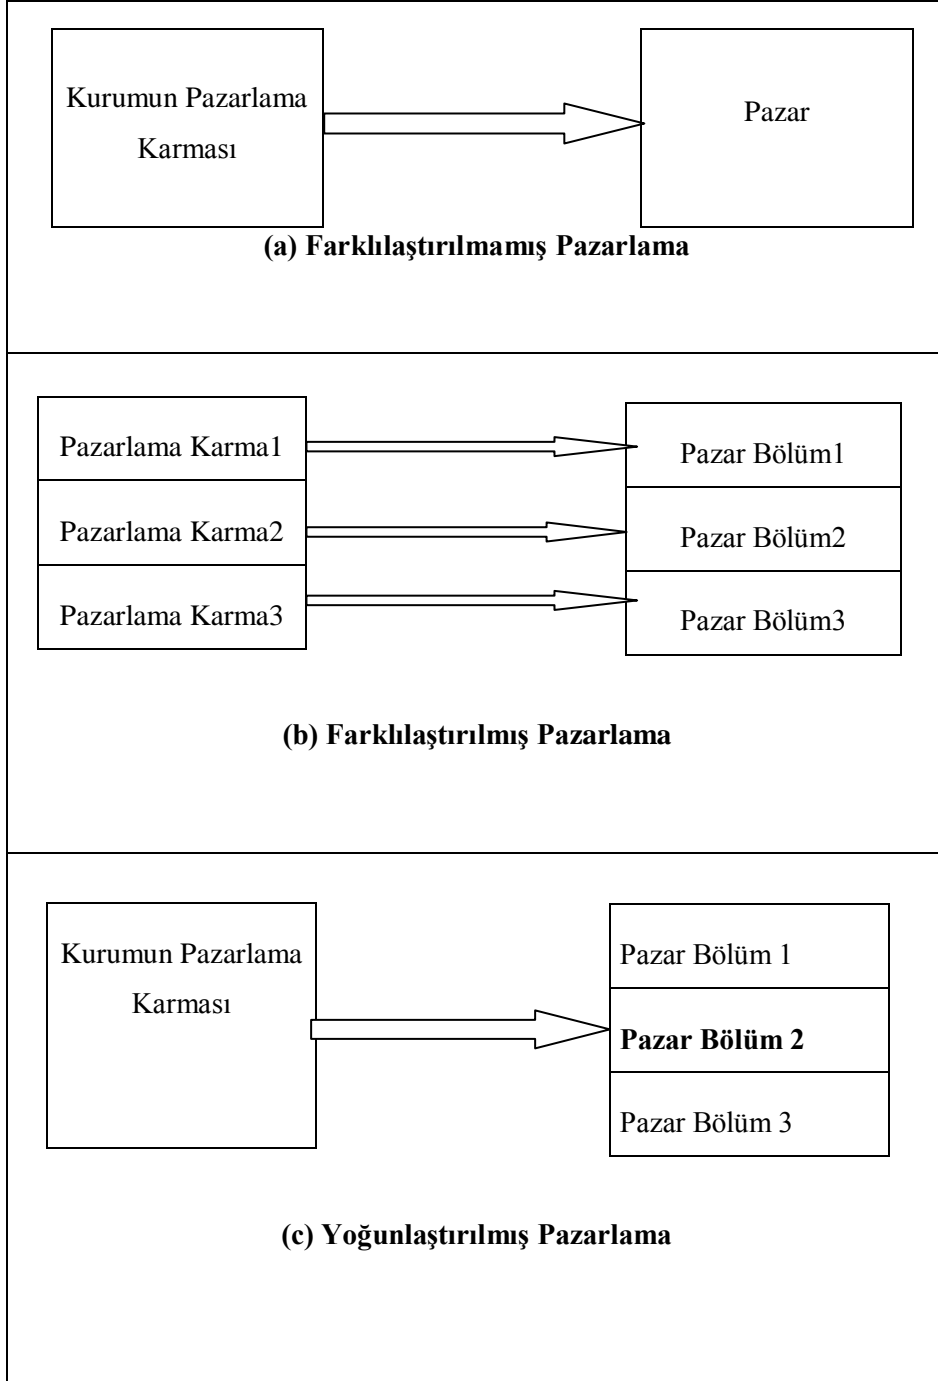 Kurumun Pazarlama
Karması
Pazar
(a) Farklılaştırılmamış Pazarlama
Pazarlama Karma1
Pazar Bölüm1
Pazarlama Karma2
Pazar Bölüm2
Pazarlama Karma3
Pazar Bölüm3
(b) Farklılaştırılmış Pazarlama
Kurumun Pazarlama
Karması
Pazar Bölüm 1
Pazar Bölüm 2
Pazar Bölüm 3
(c) Yoğunlaştırılmış Pazarlama